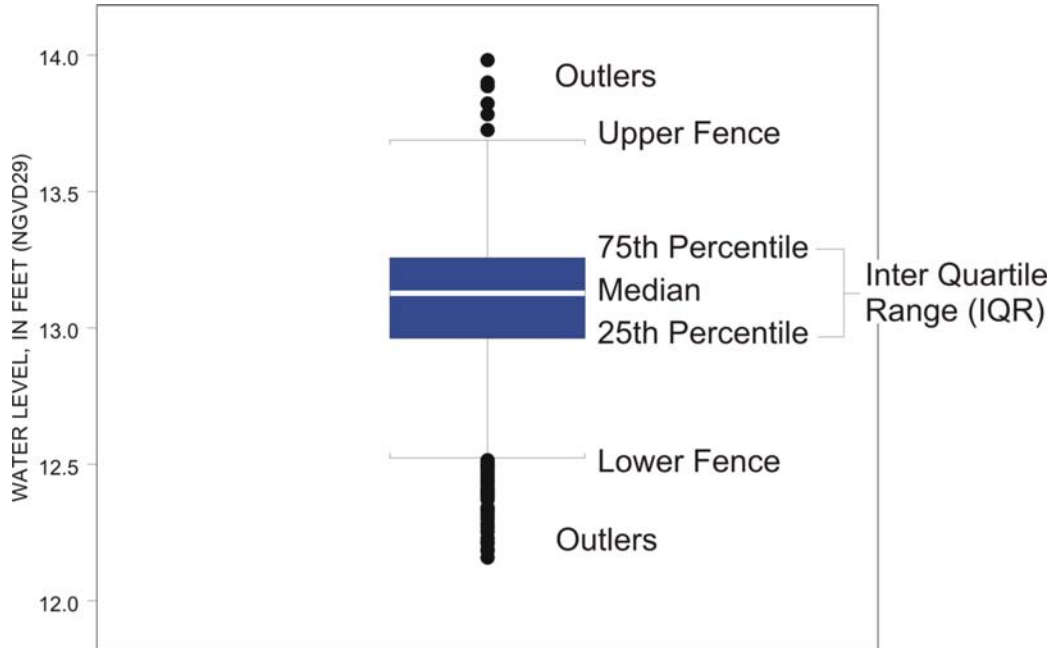 14.0
Outlers
Upper Fence
13.5
WATER LEVEL, IN FEET (NGVD29)
75th Percentile
Inter Quartile
Median
Range (IQR)
13.0
25th Percentile
12.5
Lower Fence
Outlers
12.0